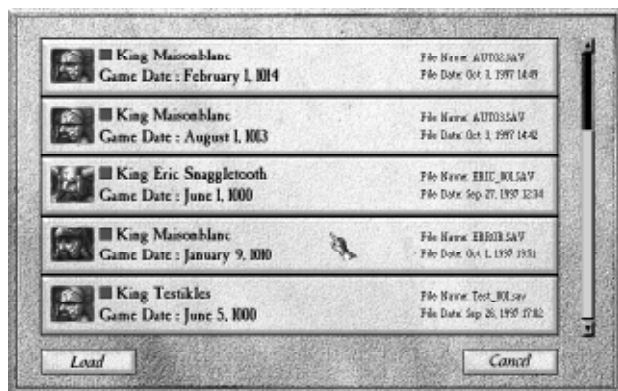 King Maisonblanc
Game Date : February 1, 1014
File Name: AUTO2.SAV
File Date: Oct 3, 1997 14:49
King Maisonblanc
Game Date : August 1, 1013
File Name: AUTO3.SAV
File Date: Oct 3, 1997 14:42
King Eric Snaggletooth
Game Date : June 1, 1000
File Name: ERIC_001.SAV
File Date: Sep 27, 1997 12:34
King Maisonblanc
Game Date : January 9, 1010
File Name: ERROR.SAV
File Date: Oct 1, 1997 19:51
King Testikles
Game Date : June 5, 1000
File Name: Test_001.sav
File Date: Sep 26, 1997 17:02
Load
Cancel